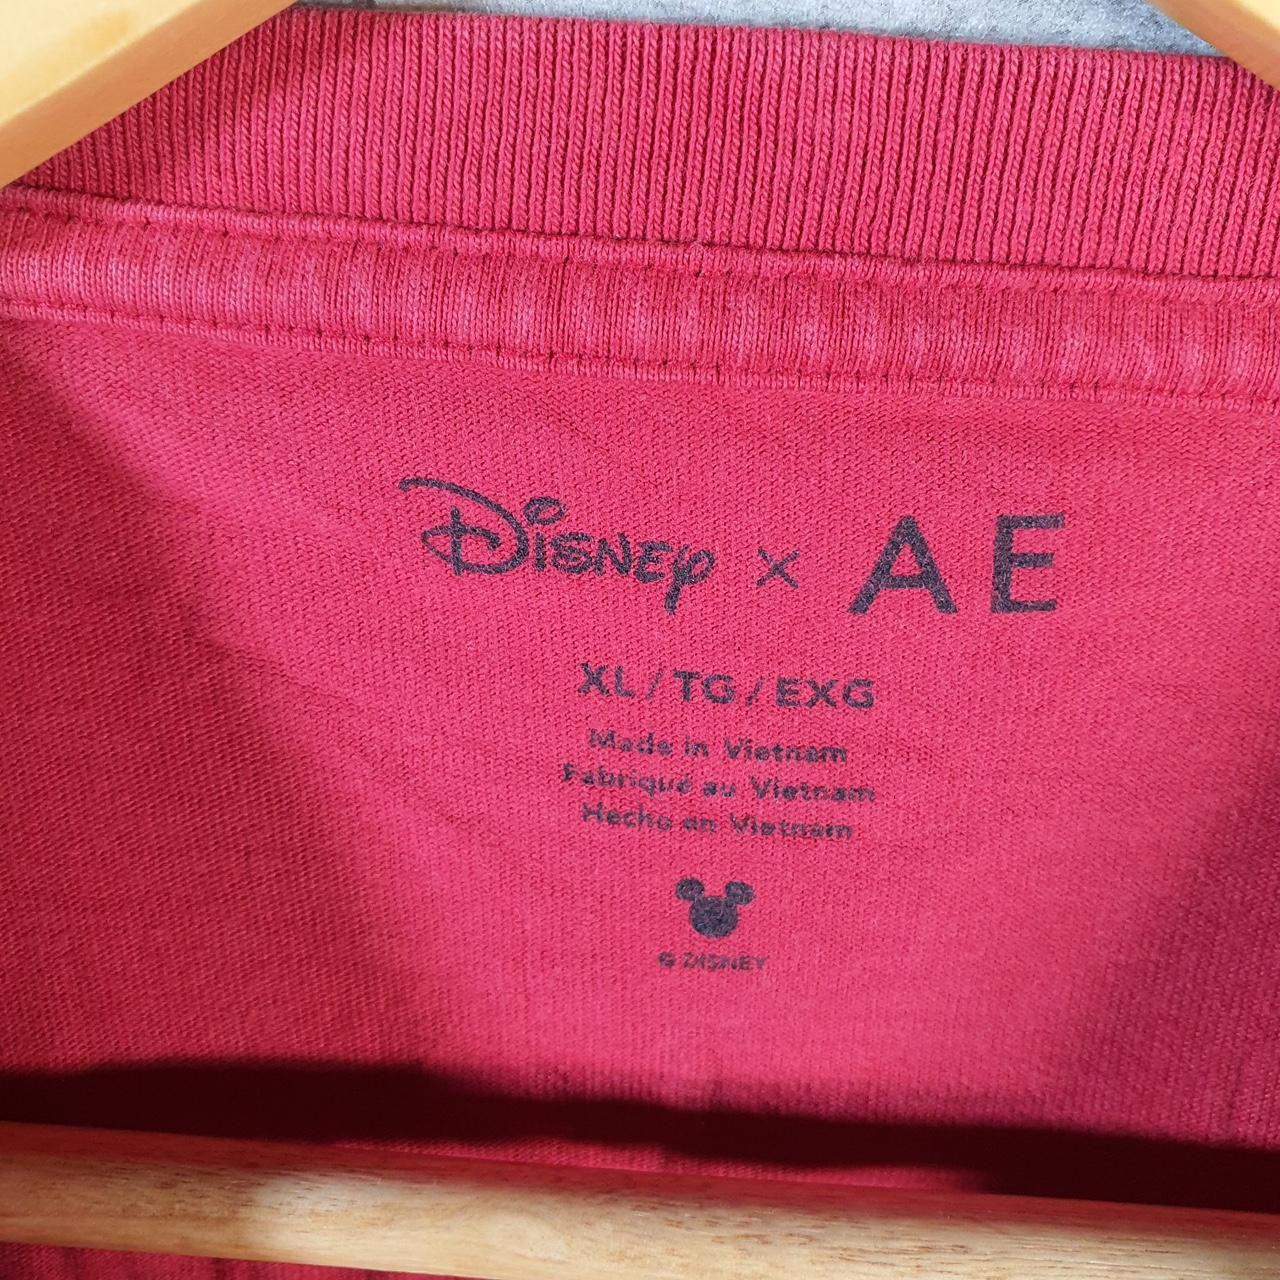 Disney × AE
XL/TG/EXG
Made in Vietnam
Fabriqué au Vietnam
Hecho en Vietnam
© DISNEY